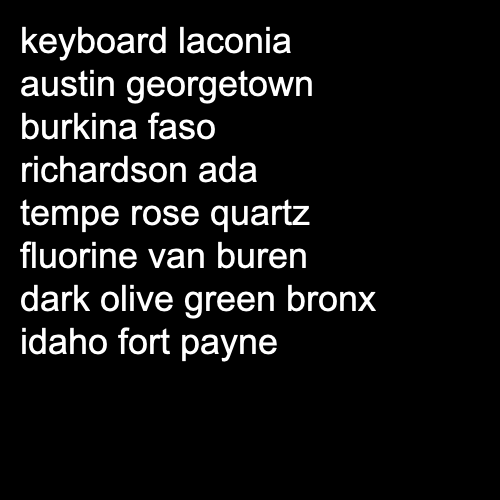 keyboard laconia
austin georgetown
burkina faso
richardson ada
tempe rose quartz
fluorine van buren
dark olive green bronx
idaho fort payne